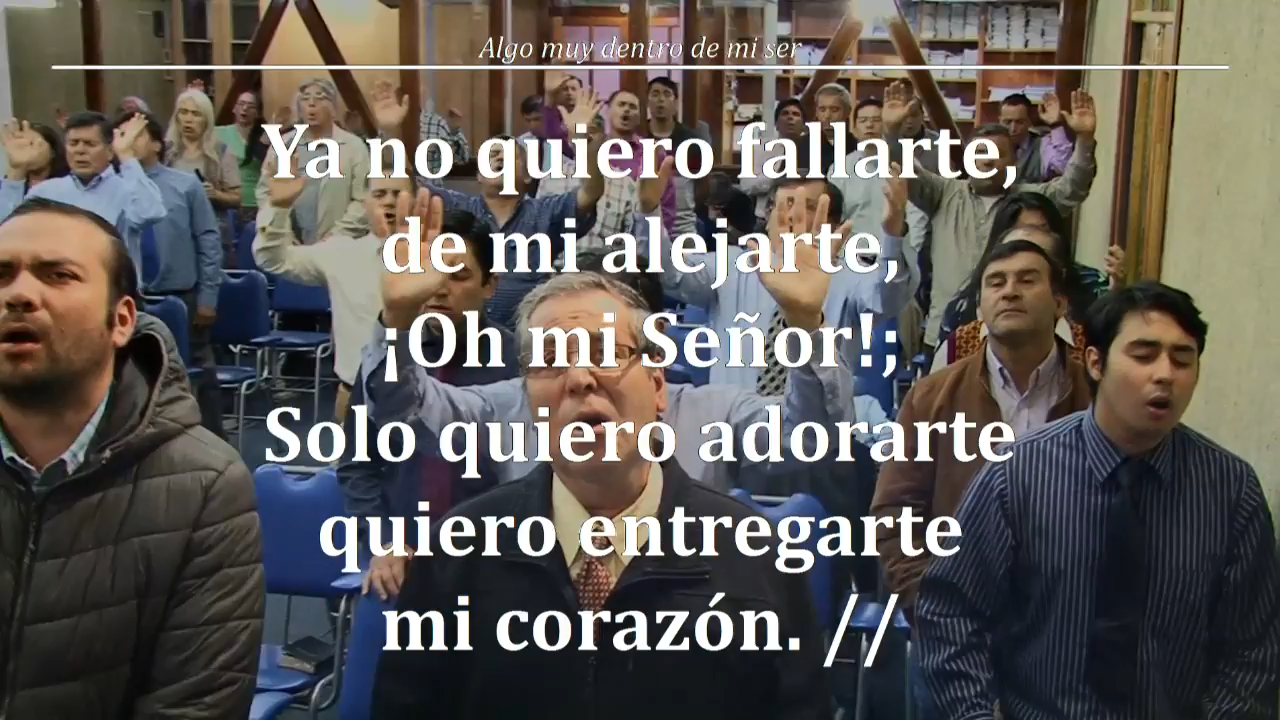 Algo muy dentro de mi ser
Ya no quiero fallarte,
de mi alejarte,
¡Oh mi Señor!;
Solo quiero adorarte
quiero entregarte
mi corazón. //